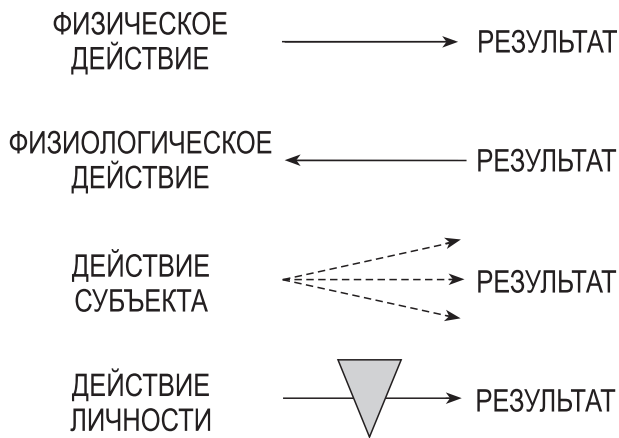 ФИЗИЧЕСКОЕ
ДЕЙСТВИЕ
РЕЗУЛЬТАТ
ФИЗИОЛОГИЧЕСКОЕ
ДЕЙСТВИЕ
РЕЗУЛЬТАТ
ДЕЙСТВИЕ
СУБЪЕКТА
РЕЗУЛЬТАТ
ДЕЙСТВИЕ
ЛИЧНОСТИ
РЕЗУЛЬТАТ